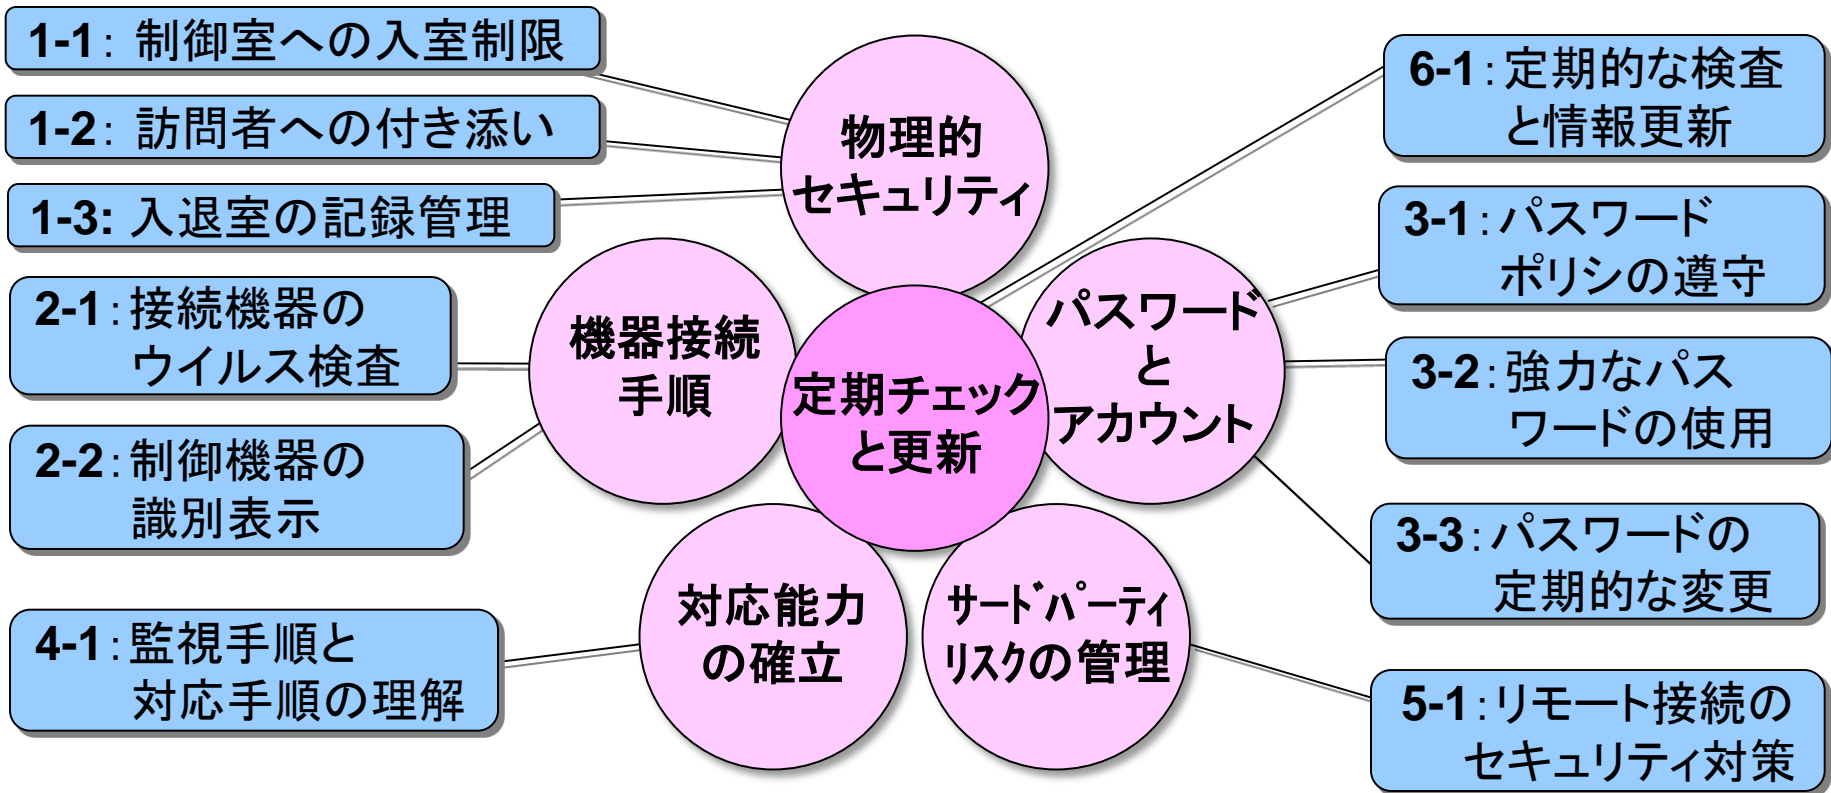 1-1: 制御室への入室制限
1-2: 訪問者への付き添い
1-3: 入退室の記録管理
2-1:接続機器の
ウイルス検査
2-2:制御機器の
識別表示
4-1:監視手順と
対応手順の理解
物理的
セキュリティ
機器接続
手順
定期チェック
と更新
パスワード
と
アカウント
対応能力
の確立
サードパーティ
リスクの管理
6-1:定期的な検査
と情報更新
3-1:パスワード
ポリシの遵守
3-2:強力なパス
ワードの使用
3-3:パスワードの
定期的な変更
5-1:リモート接続の
セキュリティ対策